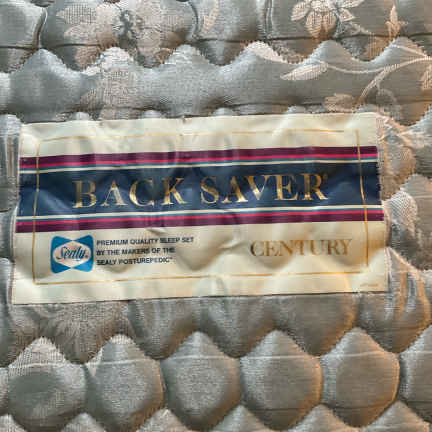 BACK SAVER®
Sealy®
PREMIUM QUALITY SLEEP SET
BY THE MAKERS OF THE
SEALY POSTUREPEDIC®
CENTURY